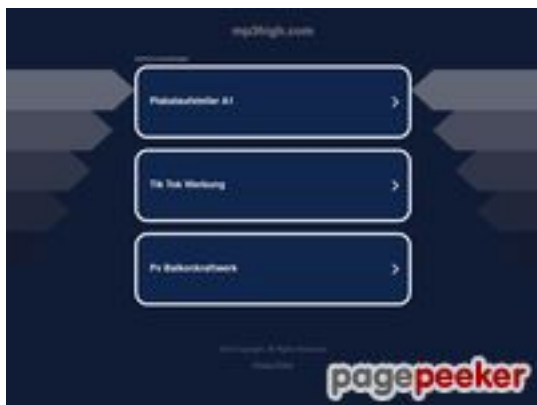 mp3high.com
Plakataufsteller A1
Tik Tok Werbung
Pv Balkonkraftwerk
pagepeeker